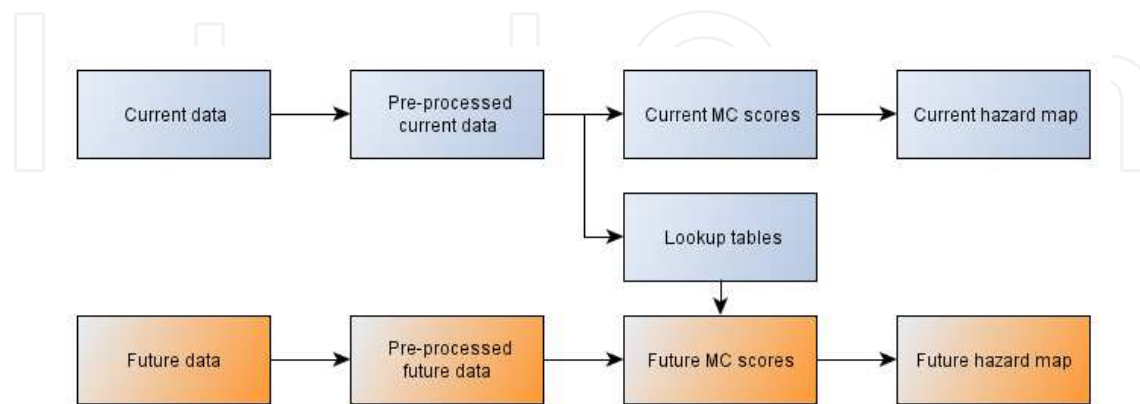 Current data
Pre-processed
current data
Current MC scores
Current hazard map
Lookup tables
Future data
Pre-processed
future data
Future MC scores
Future hazard map